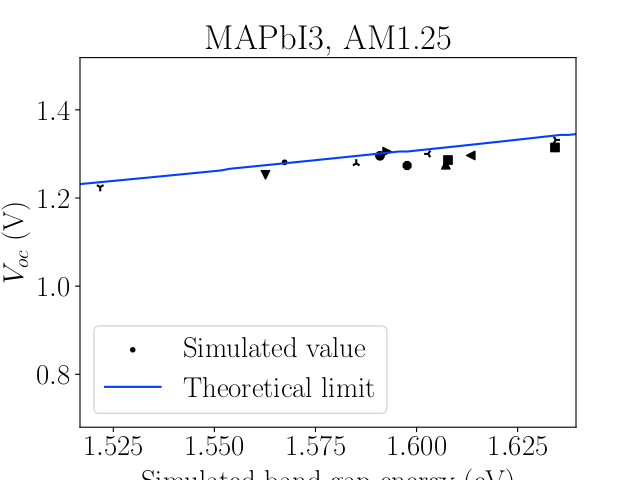 MAPbI3, AM1.25
1.4
1.2
1.0
0.8
V_oc (V)
Simulated value
Theoretical limit
1.525 1.550 1.575 1.600 1.625
Simulated band gap energy (eV)